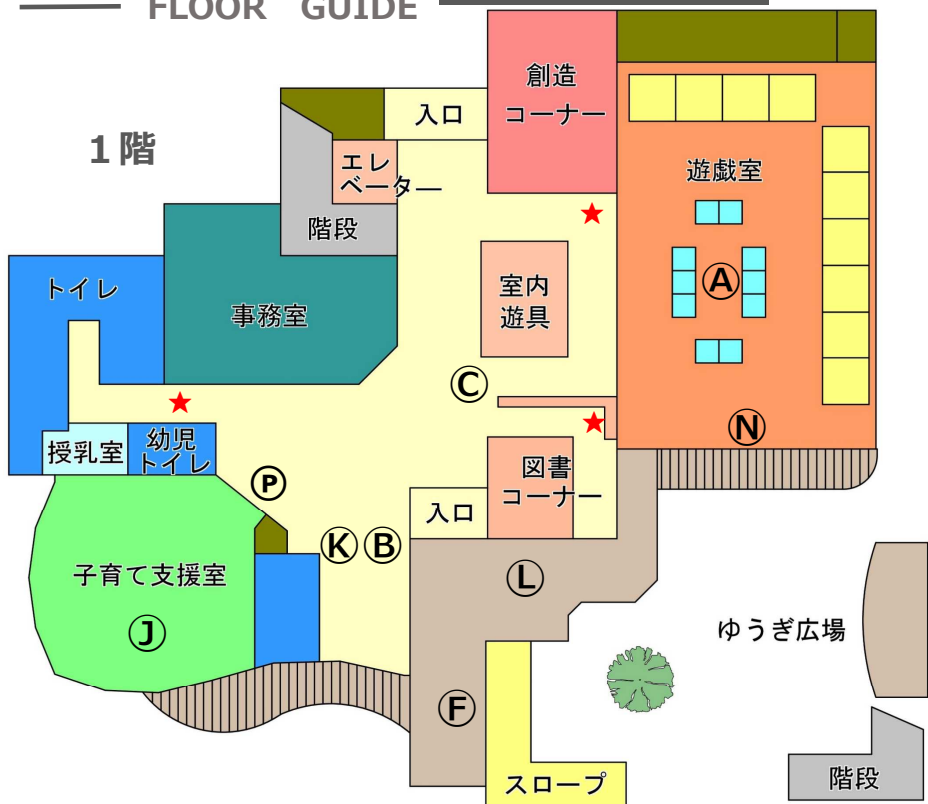 FLOOR GUIDE
1階
創造
コーナー
入口
エレ
ベーター
階段
遊戯室
トイレ
事務室
室内
遊具
A
C
N
授乳室
幼児
トイレ
P
図書
コーナー
入口
K B
子育て支援室
L
J
ゆうぎ広場
F
スロープ
階段